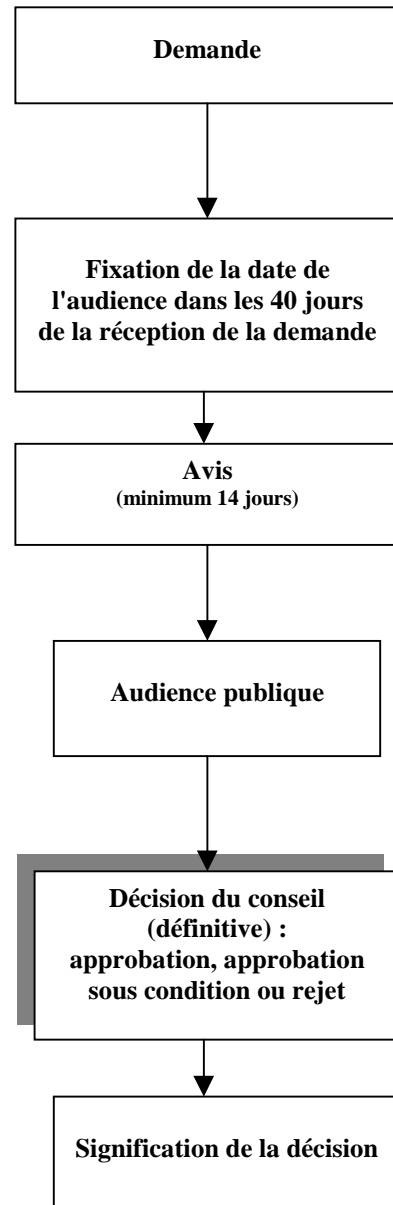 Demande
Fixation de la date de
l'audience dans les 40 jours
de la réception de la demande
Avis
(minimum 14 jours)
Audience publique
Décision du conseil
(définitive) :
approbation, approbation
sous condition ou rejet
Signification de la décision